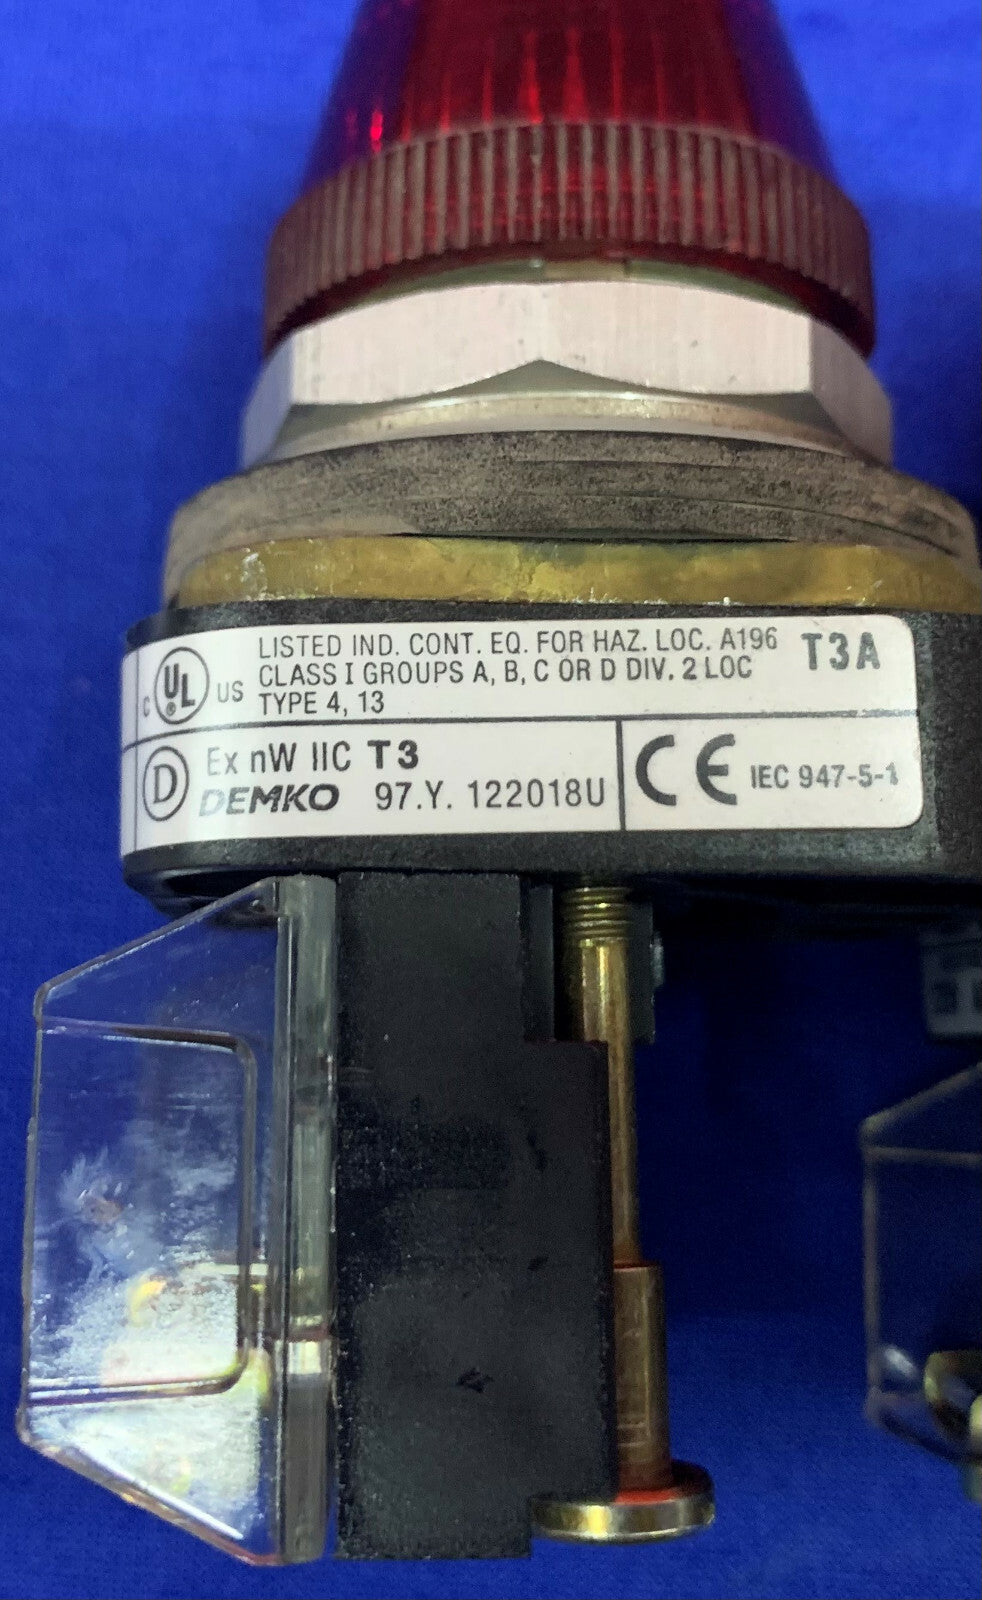 LISTED IND. CONT. EQ. FOR HAZ. LOC. A196 T3A
C UL ® US CLASS I GROUPS A, B, C OR D DIV. 2 LOC
TYPE 4, 13
D Ex nW IIC T3
DEMKO 97.Y. 122018U
CE IEC 947-5-1